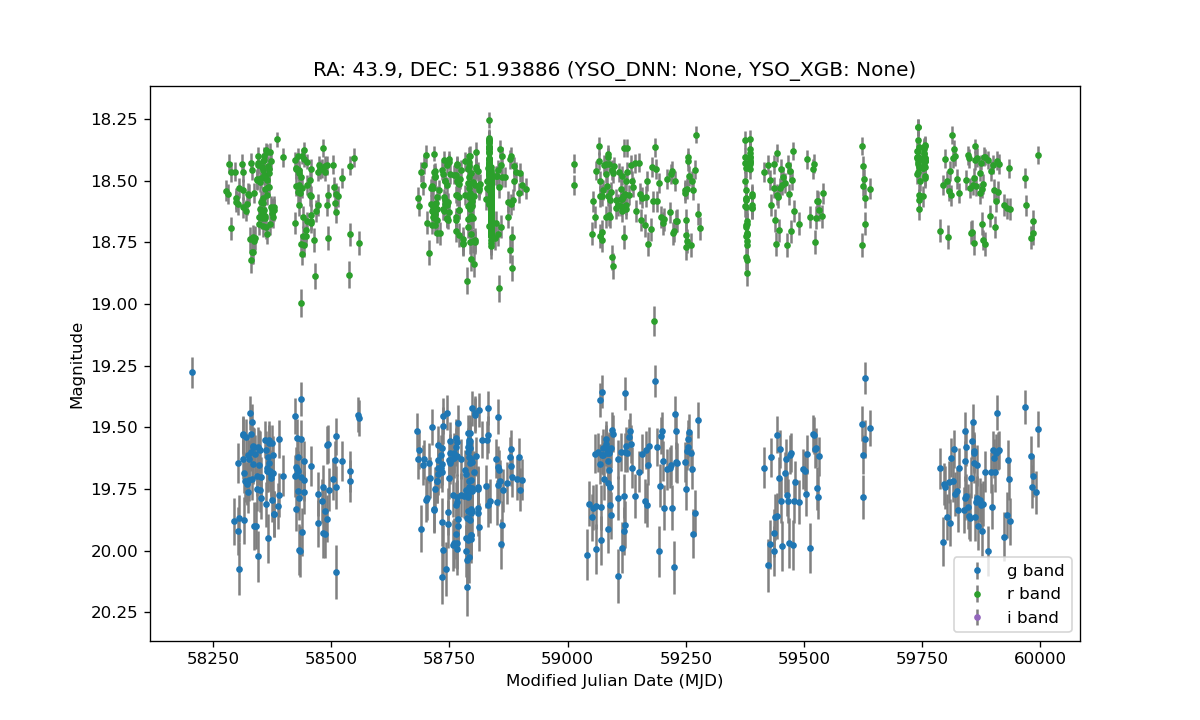 RA: 43.9, DEC: 51.93886 (YSO_DNN: None, YSO_XGB: None)
18.25
18.50
18.75
19.00
19.25
19.50
19.75
20.00
20.25
Magnitude
g band
r band
i band
58250 58500 58750 59000 59250 59500 59750 60000
Modified Julian Date (MJD)